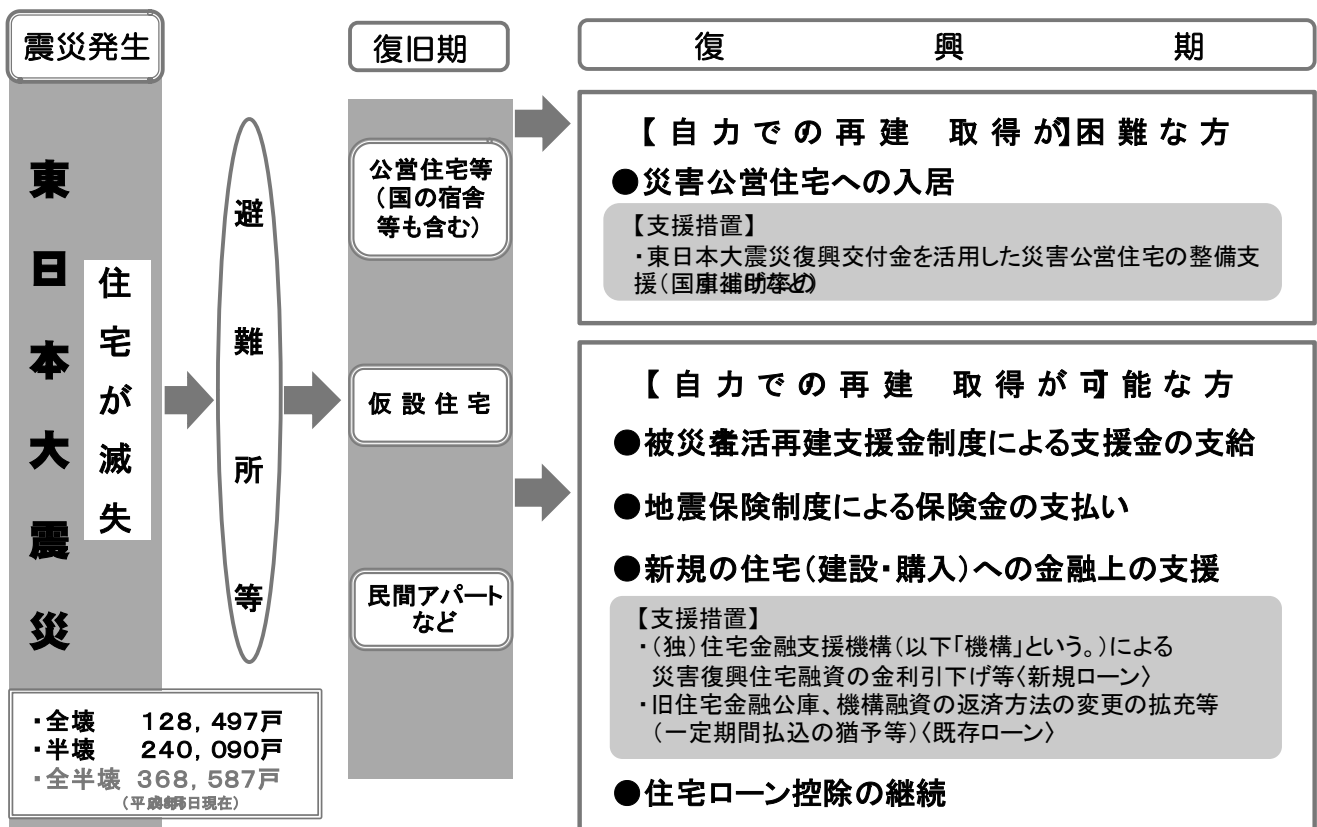 震災発生
東日本大震災
住宅が滅失
・全壊 128,497戸
・半壊 240,090戸
・全半壊 368,587戸
日現在)
避難所等
復旧期
公営住宅等
(国の宿舎
等も含む)
仮設住宅
民間アパート
など
復興期
【自力での再建 取得が困難な方
●災害公営住宅への入居
【支援措置】
・東日本大震災復興交付金を活用した災害公営住宅の整備支
援(国庫補助など)
【自力での再建 取得が可能な方
●被災者生活再建支援金制度による支援金の支給
●地震保険制度による保険金の支払い
●新規の住宅(建設・購入)への金融上の支援
【支援措置】
・(独)住宅金融支援機構(以下「機構」という。)による
災害復興住宅融資の金利引下げ等〈新規ローン〉
・旧住宅金融公庫、機構融資の返済方法の変更の拡充等
(一定期間払込の猶予等)〈既存ローン〉
●住宅ローン控除の継続